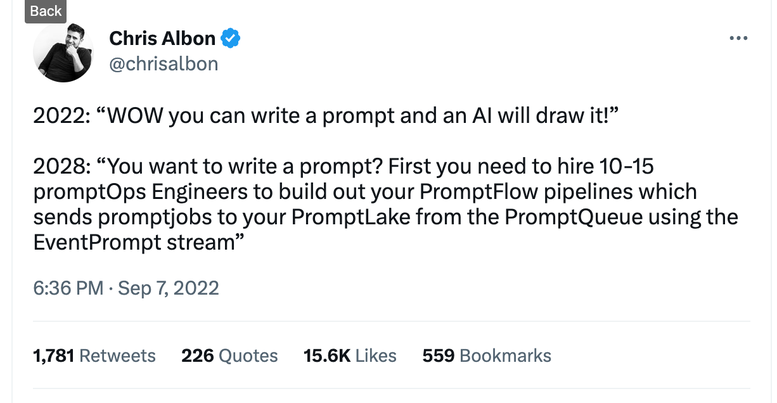 Back
Chris Albon
@chrisalbon
2022: “WOW you can write a prompt and an AI will draw it!”
2028: “You want to write a prompt? First you need to hire 10-15
promptOps Engineers to build out your PromptFlow pipelines which
sends promptjobs to your PromptLake from the PromptQueue using the
EventPrompt stream”
6:36 PM · Sep 7, 2022
1,781 Retweets 226 Quotes 15.6K Likes 559 Bookmarks